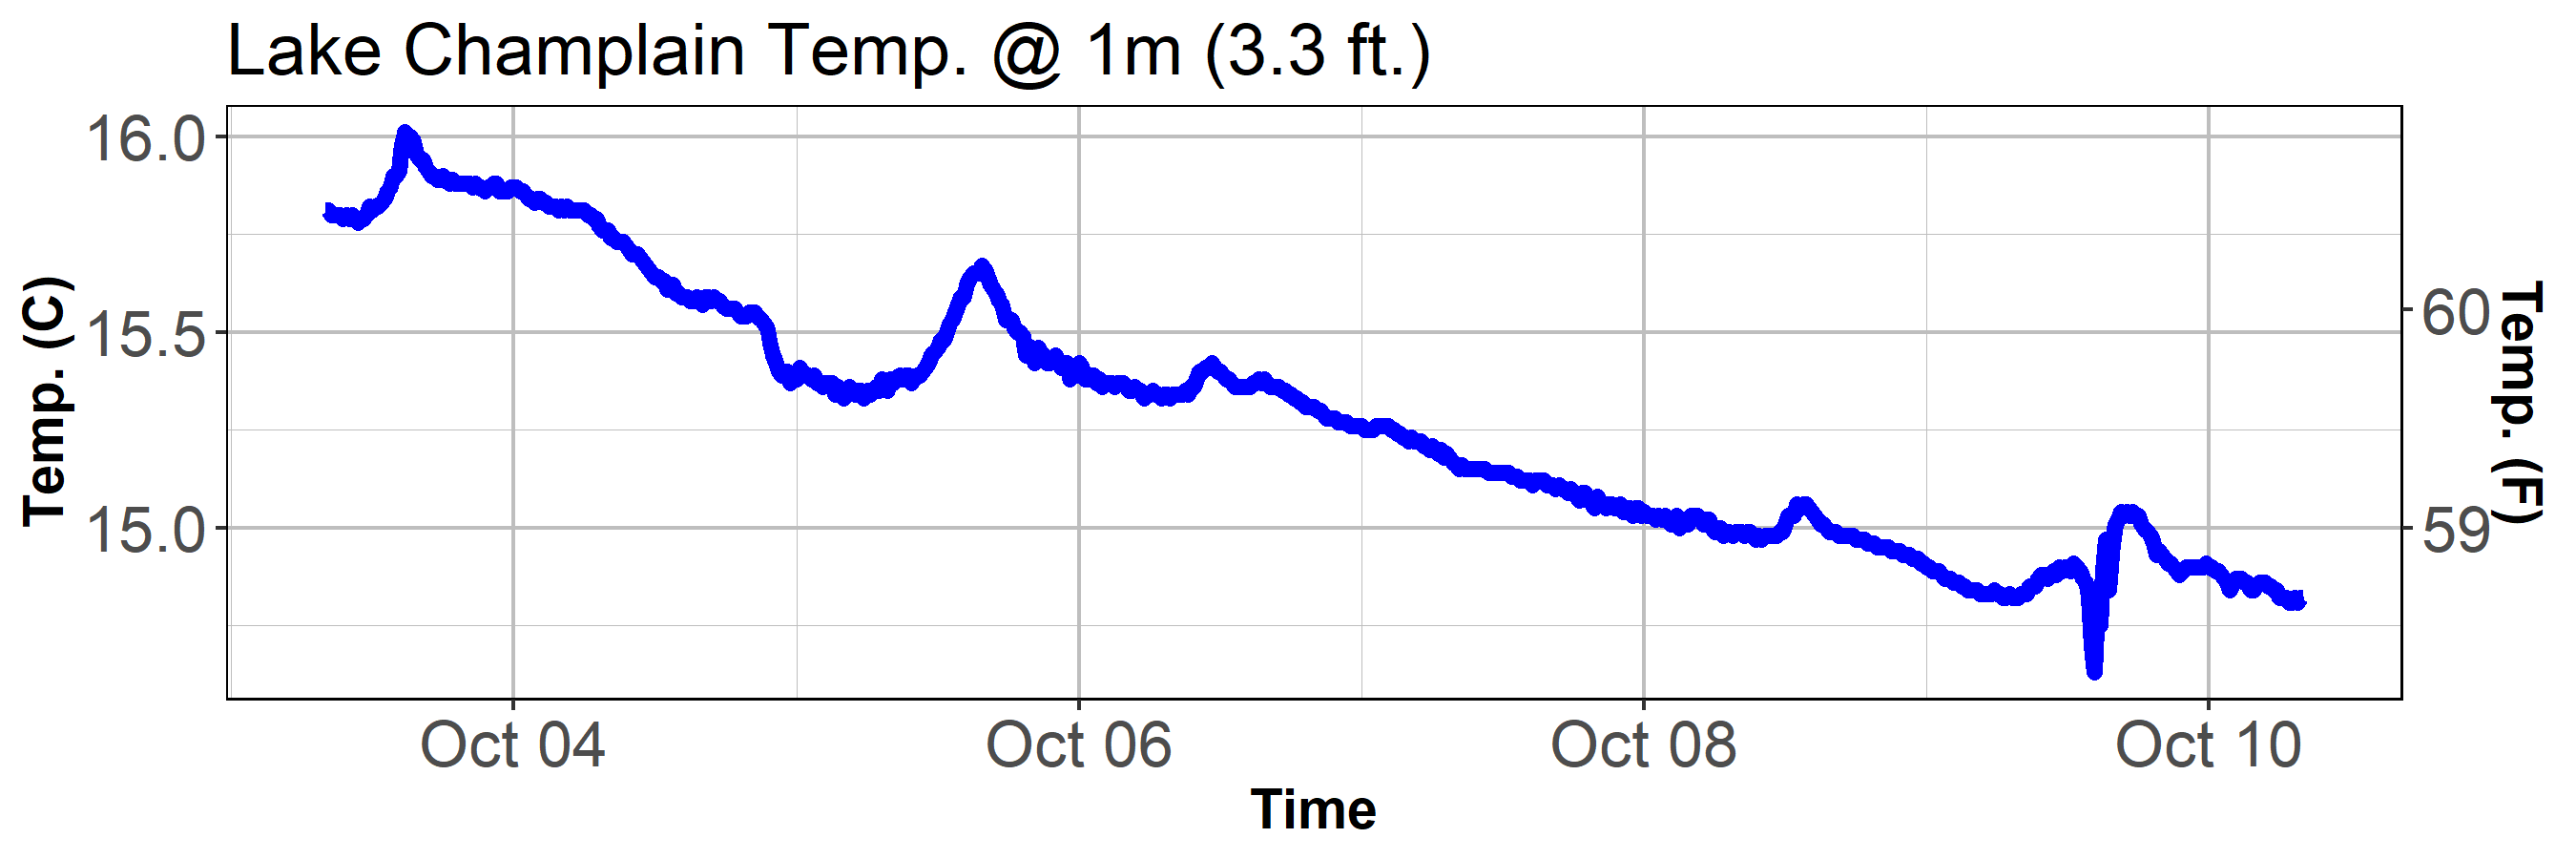 Lake Champlain Temp. @ 1m (3.3 ft.)
16.0
15.5
15.0
Temp. (C)
60
59
Temp. (F)
Oct 04 Oct 06 Oct 08 Oct 10
Time